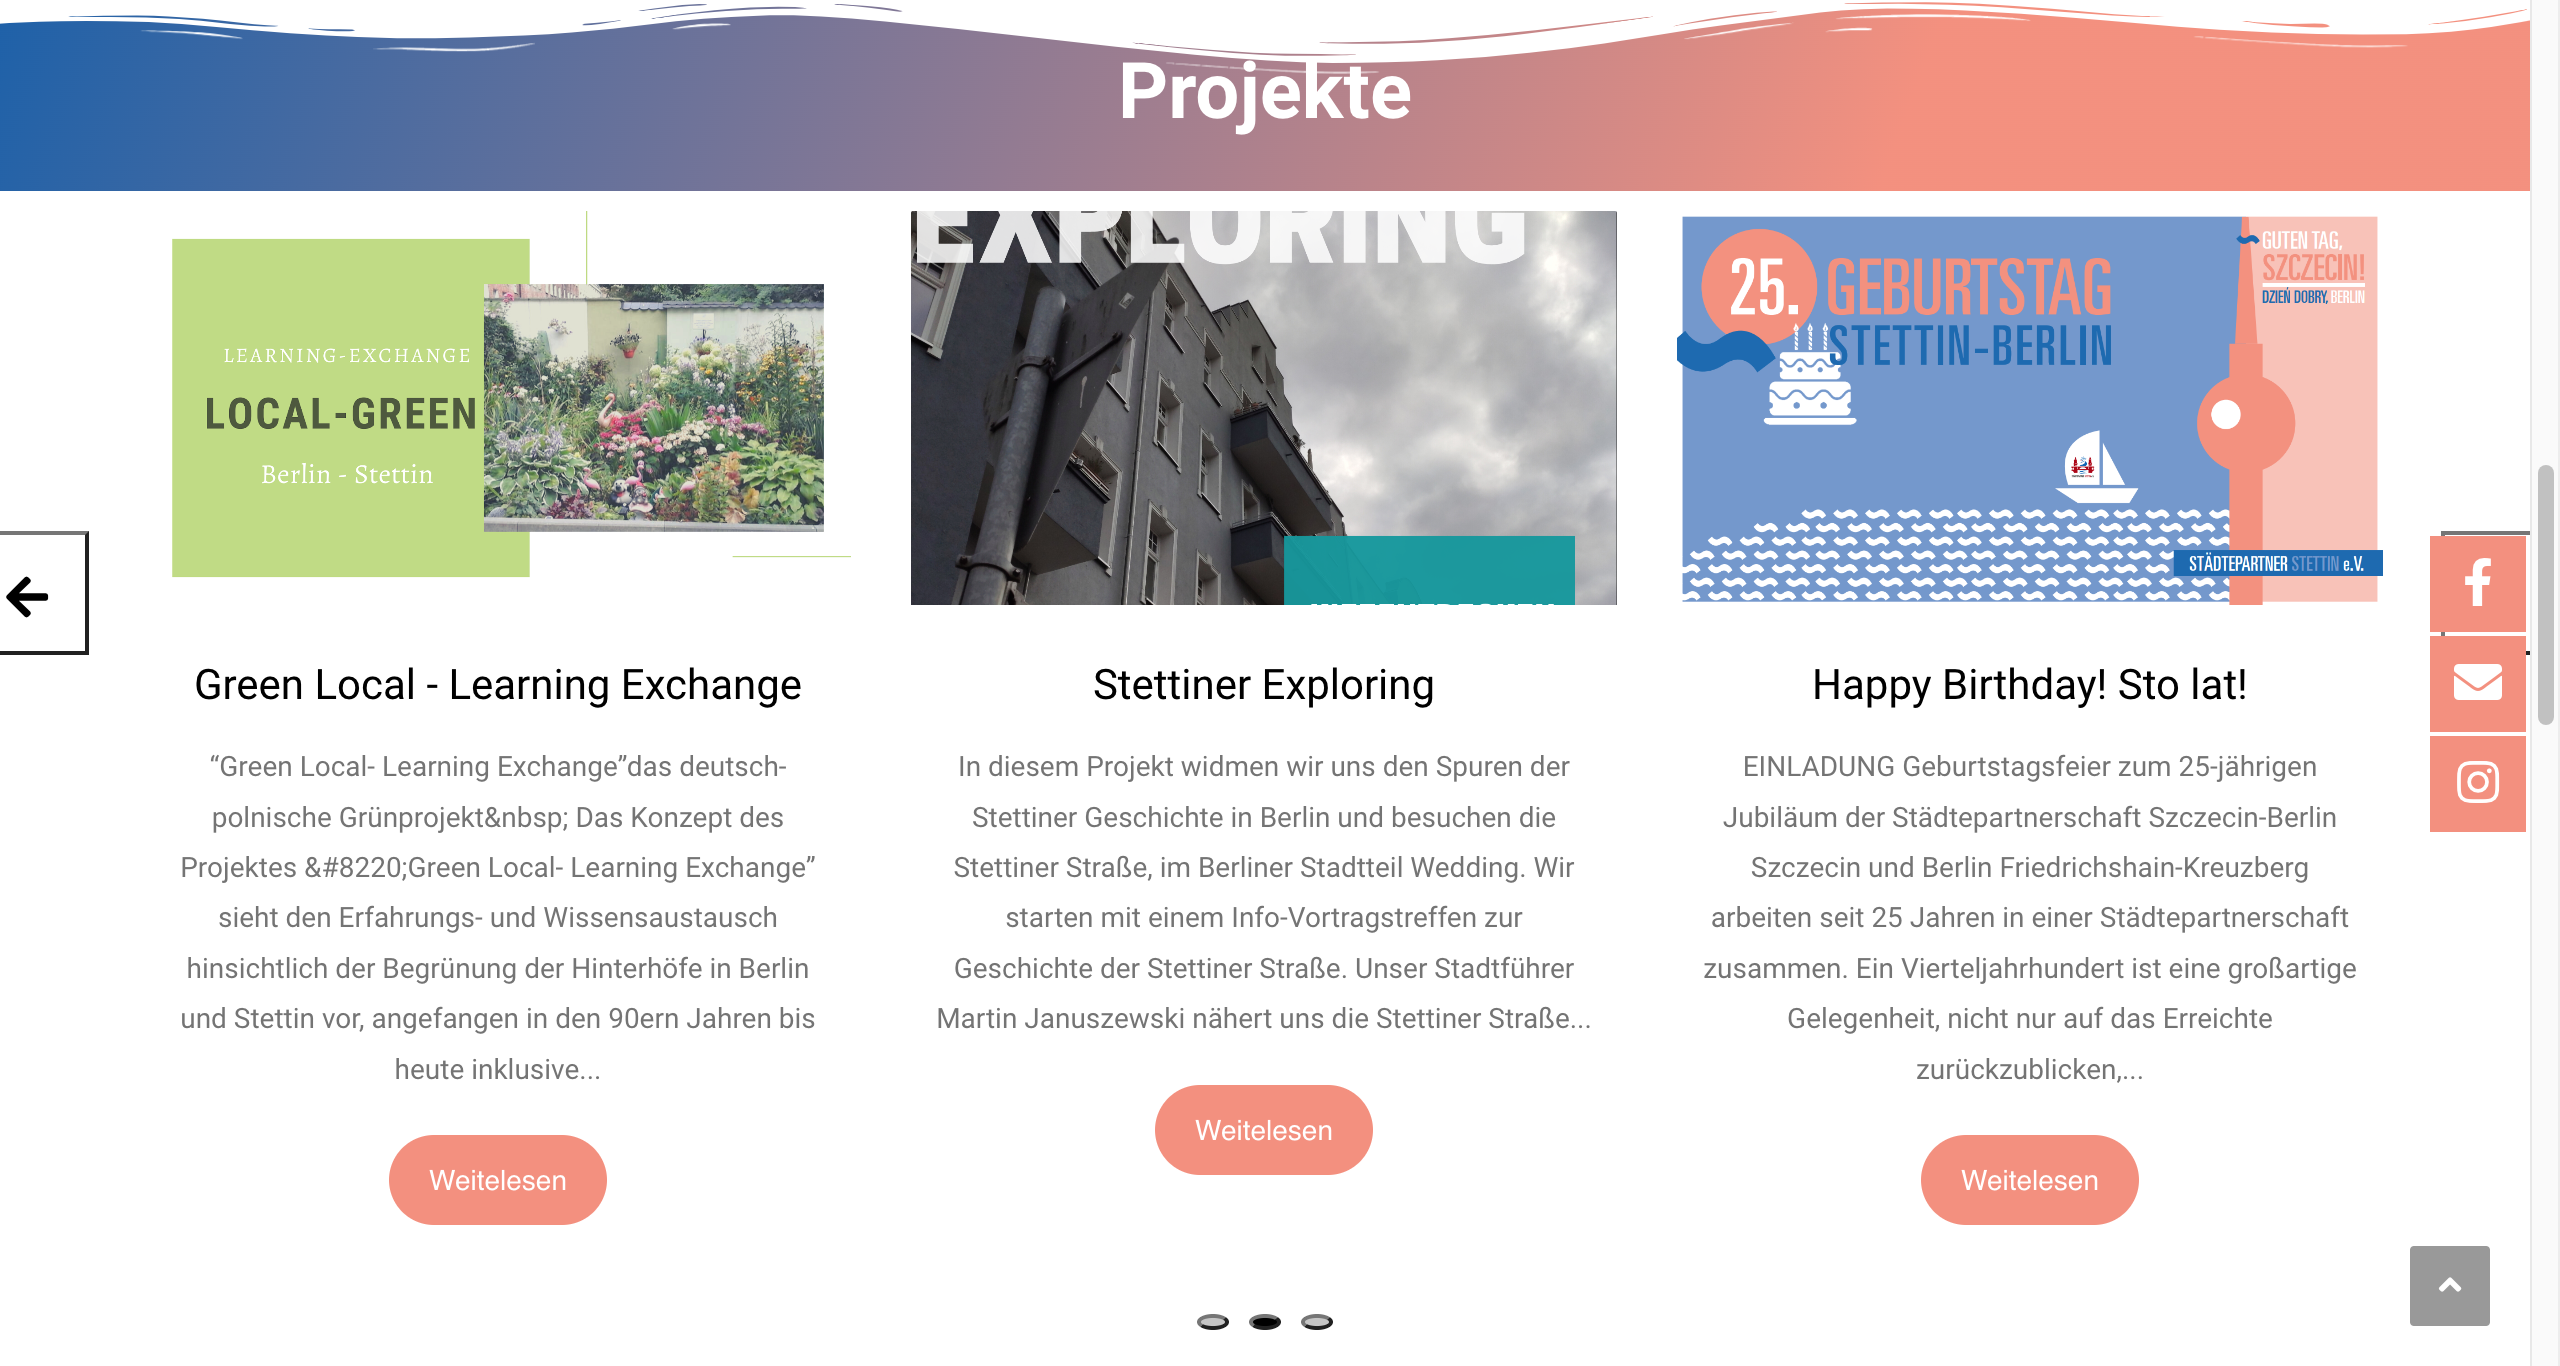 Projekte
LEARNING-EXCHANGE
LOCAL-GREEN
Berlin - Stettin
Green Local - Learning Exchange
“Green Local- Learning Exchange”das deutsch-
polnische Grünprojekt&nbsp; Das Konzept des
Projektes &#8220;Green Local- Learning Exchange”
sieht den Erfahrungs- und Wissensaustausch
hinsichtlich der Begrünung der Hinterhöfe in Berlin
und Stettin vor, angefangen in den 90ern Jahren bis
heute inklusive...
Weitelesen
EXPLORING
Stettiner Exploring
In diesem Projekt widmen wir uns den Spuren der
Stettiner Geschichte in Berlin und besuchen die
Stettiner Straße, im Berliner Stadtteil Wedding. Wir
starten mit einem Info-Vortragstreffen zur
Geschichte der Stettiner Straße. Unser Stadtführer
Martin Januszewski nähert uns die Stettiner Straße...
Weitelesen
25. GEBURTSTAG
STETTIN-BERLIN
GUTEN TAG,
SZCZECIN!
DZIEŃ DOBRY, BERLIN
STÄDTEPARTNER STETTIN e.V.
Happy Birthday! Sto lat!
EINLADUNG Geburtstagsfeier zum 25-jährigen
Jubiläum der Städtepartnerschaft Szczecin-Berlin
Szczecin und Berlin Friedrichshain-Kreuzberg
arbeiten seit 25 Jahren in einer Städtepartnerschaft
zusammen. Ein Vierteljahrhundert ist eine großartige
Gelegenheit, nicht nur auf das Erreichte
zurückzublicken,...
Weitelesen